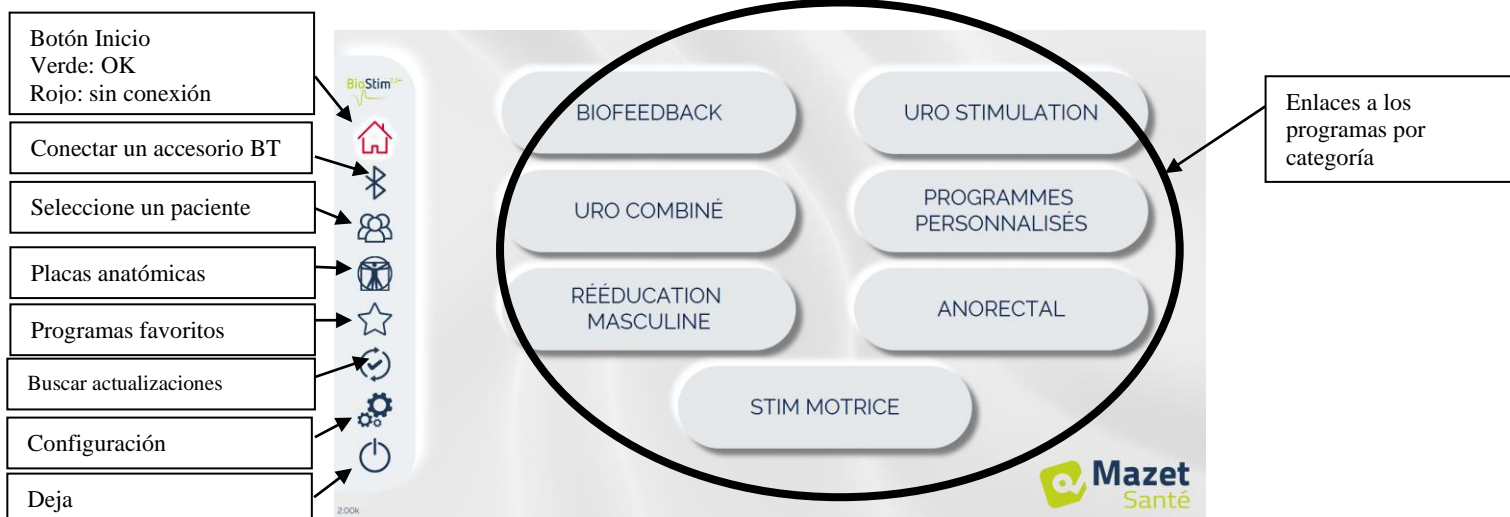 Botón Inicio
Verde: OK
Rojo: sin conexión
Conectar un accesorio BT
Seleccione un paciente
Placas anatómicas
Programas favoritos
Buscar actualizaciones
Configuración
Deja
BioStim
BIOFEEDBACK
URO STIMULATION
URO COMBINÉ
PROGRAMMES
PERSONNALISÉS
RÉÉDUCATION
MASCULINE
ANORECTAL
STIM MOTRICE
Mazet
Santé
2.00k
Enlaces a los
programas por
categoría